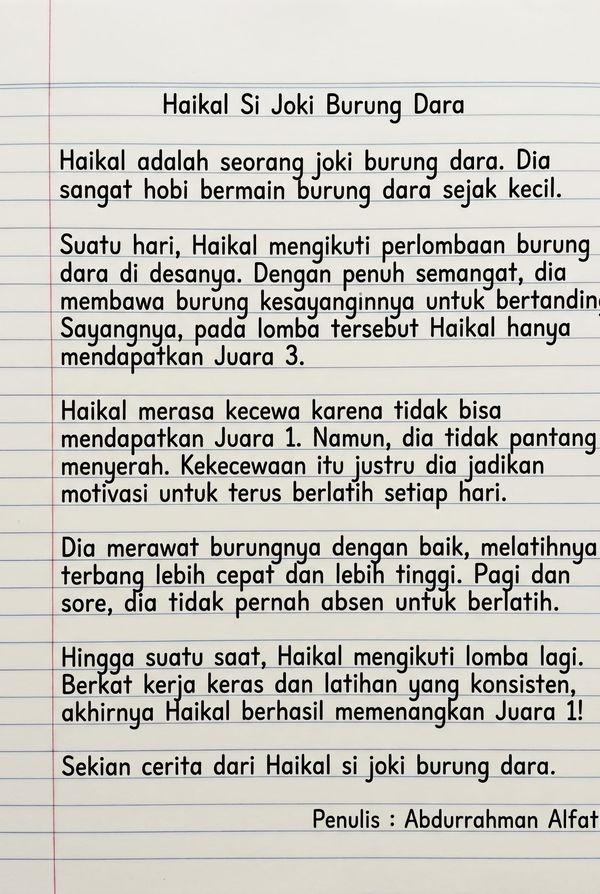 Haikal Si Joki Burung Dara
Haikal adalah seorang joki burung dara. Dia
sangat hobi bermain burung dara sejak kecil.
Suatu hari, Haikal mengikuti perlombaan burung
dara di desanya. Dengan penuh semangat, dia
membawa burung kesayanginnya untuk bertanding
Sayangnya, pada lomba tersebut Haikal hanya
mendapatkan Juara 3.
Haikal merasa kecewa karena tidak bisa
mendapatkan Juara 1. Namun, dia tidak pantang
menyerah. Kekecewaan itu justru dia jadikan
motivasi untuk terus berlatih setiap hari.
Dia merawat burungnya dengan baik, melatihnya
terbang lebih cepat dan lebih tinggi. Pagi dan
sore, dia tidak pernah absen untuk berlatih.
Hingga suatu saat, Haikal mengikuti lomba lagi.
Berkat kerja keras dan latihan yang konsisten,
akhirnya Haikal berhasil memenangkan Juara 1!
Sekian cerita dari Haikal si joki burung dara.
Penulis : Abdurrahman Alfat